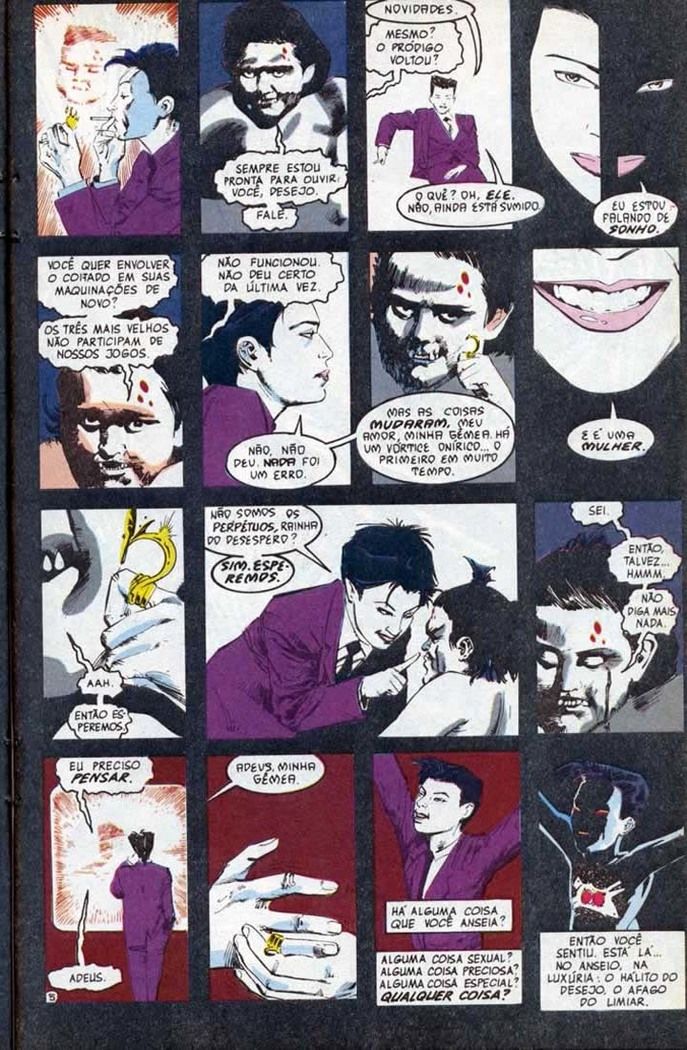 SEMPRE ESTOU
PRONTA PARA OUVIR
VOCÊ, DESEJO.
FALE.
NOVIDADES.
MESMO?
O PRÓDIGO
VOLTOU?
O QUÊ? OH, ELE.
NÃO, AINDA ESTÁ SUMIDO.
EU ESTOU
FALANDO DE
SONHO.
VOCÊ QUER ENVOLVER
O COITADO EM SUAS
MAQUINAÇÕES DE
NOVO?
OS TRÊS MAIS VELHOS
NÃO PARTICIPAM DE
NOSSOS JOGOS.
NÃO FUNCIONOU.
NÃO DEU CERTO
DA ÚLTIMA VEZ.
NÃO, NÃO
DEU. NADA FOI
UM ERRO.
MAS AS COISAS
MUDARAM, MEU
AMOR, MINHA GÊMEA. HÁ
UM VÓRTICE ONÍRICO... O
PRIMEIRO EM MUITO
TEMPO.
E É UMA
MULHER.
AAH.
ENTÃO ES-
PEREMOS.
NÃO SOMOS OS
PERPÉTUOS, RAINHA
DO DESESPERO?
SIM. ESPE-
REMOS.
SEI.
ENTÃO,
TALVEZ...
HMMM.
NÃO
DIGA MAIS
NADA.
EU PRECISO
PENSAR.
ADEUS.
ADEUS, MINHA
GÊMEA.
HÁ ALGUMA COISA
QUE VOCÊ ANSEIA?
ALGUMA COISA SEXUAL?
ALGUMA COISA PRECIOSA?
ALGUMA COISA ESPECIAL?
QUALQUER COISA?
ENTÃO VOCÊ
SENTIU. ESTÁ LÁ...
NO ANSEIO, NA
LUXÚRIA: O HÁLITO DO
DESEJO, O AFAGO
DO LIMIAR.